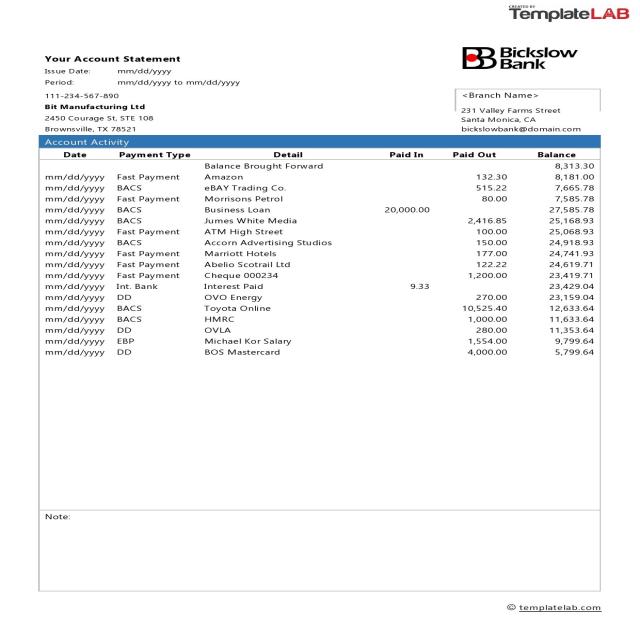 CREATED BY
TemplateLAB
Your Account Statement
Issue Date: mm/dd/yyyy
Period: mm/dd/yyyy to mm/dd/yyyy
Bickslow
Bank
111-234-567-890
Bit Manufacturing Ltd
2450 Courage St, STE 108
Brownsville, TX 78521
<Branch Name>
231 Valley Farms Street
Santa Monica, CA
bickslowbank@domain.com
Account Activity
Date Payment Type Detail Paid In Paid Out Balance
Balance Brought Forward 8,313.30
mm/dd/yyyy Fast Payment Amazon 132.30 8,181.00
mm/dd/yyyy BACS eBAY Trading Co. 515.22 7,665.78
mm/dd/yyyy Fast Payment Morrisons Petrol 80.00 7,585.78
mm/dd/yyyy BACS Business Loan 20,000.00 27,585.78
mm/dd/yyyy BACS Jumes White Media 2,416.85 25,168.93
mm/dd/yyyy Fast Payment ATM High Street 100.00 25,068.93
mm/dd/yyyy BACS Accorn Advertising Studios 150.00 24,918.93
mm/dd/yyyy Fast Payment Marriott Hotels 177.00 24,741.93
mm/dd/yyyy Fast Payment Abelio Scotrail Ltd 122.22 24,619.71
mm/dd/yyyy Fast Payment Cheque 000234 1,200.00 23,419.71
mm/dd/yyyy Int. Bank Interest Paid 9.33 23,429.04
mm/dd/yyyy DD OVO Energy 270.00 23,159.04
mm/dd/yyyy BACS Toyota Online 10,525.40 12,633.64
mm/dd/yyyy BACS HMRC 1,000.00 11,633.64
mm/dd/yyyy DD OVLA 280.00 11,353.64
mm/dd/yyyy EBP Michael Kor Salary 1,554.00 9,799.64
mm/dd/yyyy DD BOS Mastercard 4,000.00 5,799.64
Note:
© templatelab.com